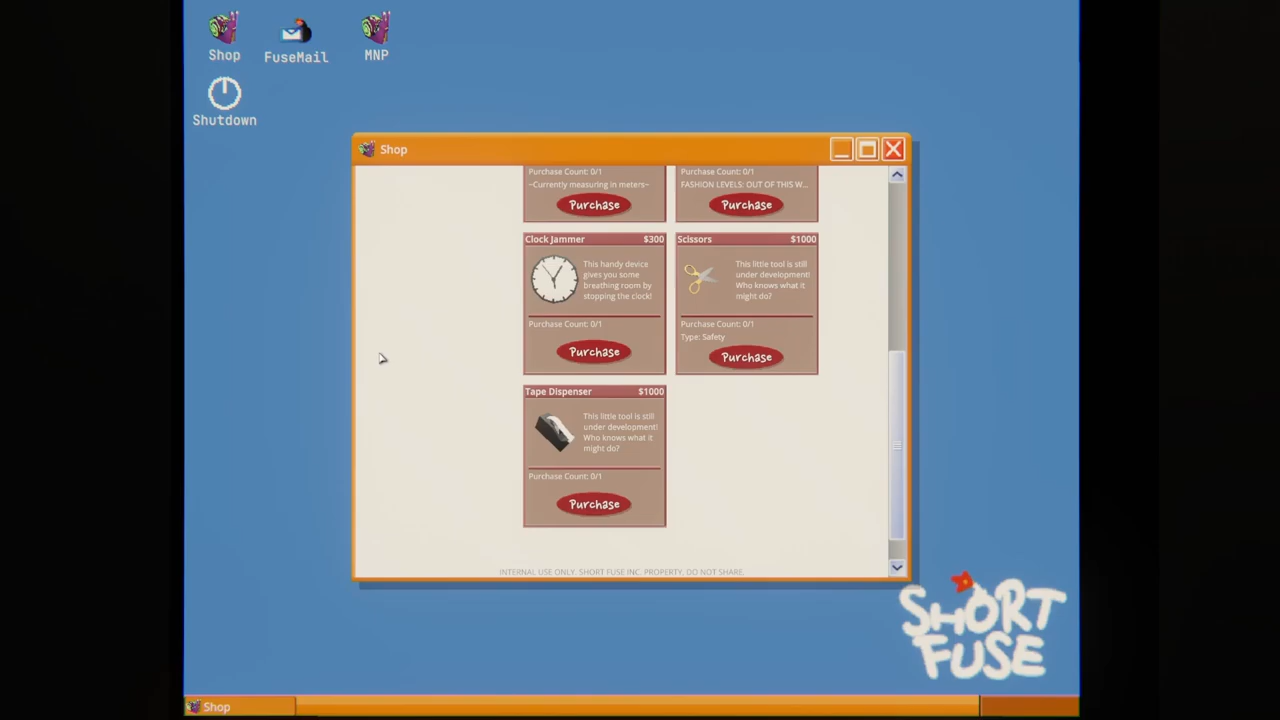 Shop
FuseMail
MNP
Shutdown
Shop
Purchase Count: 0/1
~Currently measuring in meters~
Purchase
Purchase Count: 0/1
FASHION LEVELS: OUT OF THIS W...
Purchase
Clock Jammer $300
This handy device
gives you some
breathing room by
stopping the clock!
Purchase Count: 0/1
Purchase
Scissors $1000
This little tool is still
under development!
Who knows what it
might do?
Purchase Count: 0/1
Type: Safety
Purchase
Tape Dispenser $1000
This little tool is still
under development!
Who knows what it
might do?
Purchase Count: 0/1
Purchase
INTERNAL USE ONLY. SHORT FUSE INC. PROPERTY, DO NOT SHARE.
SHORT
FUSE
Shop